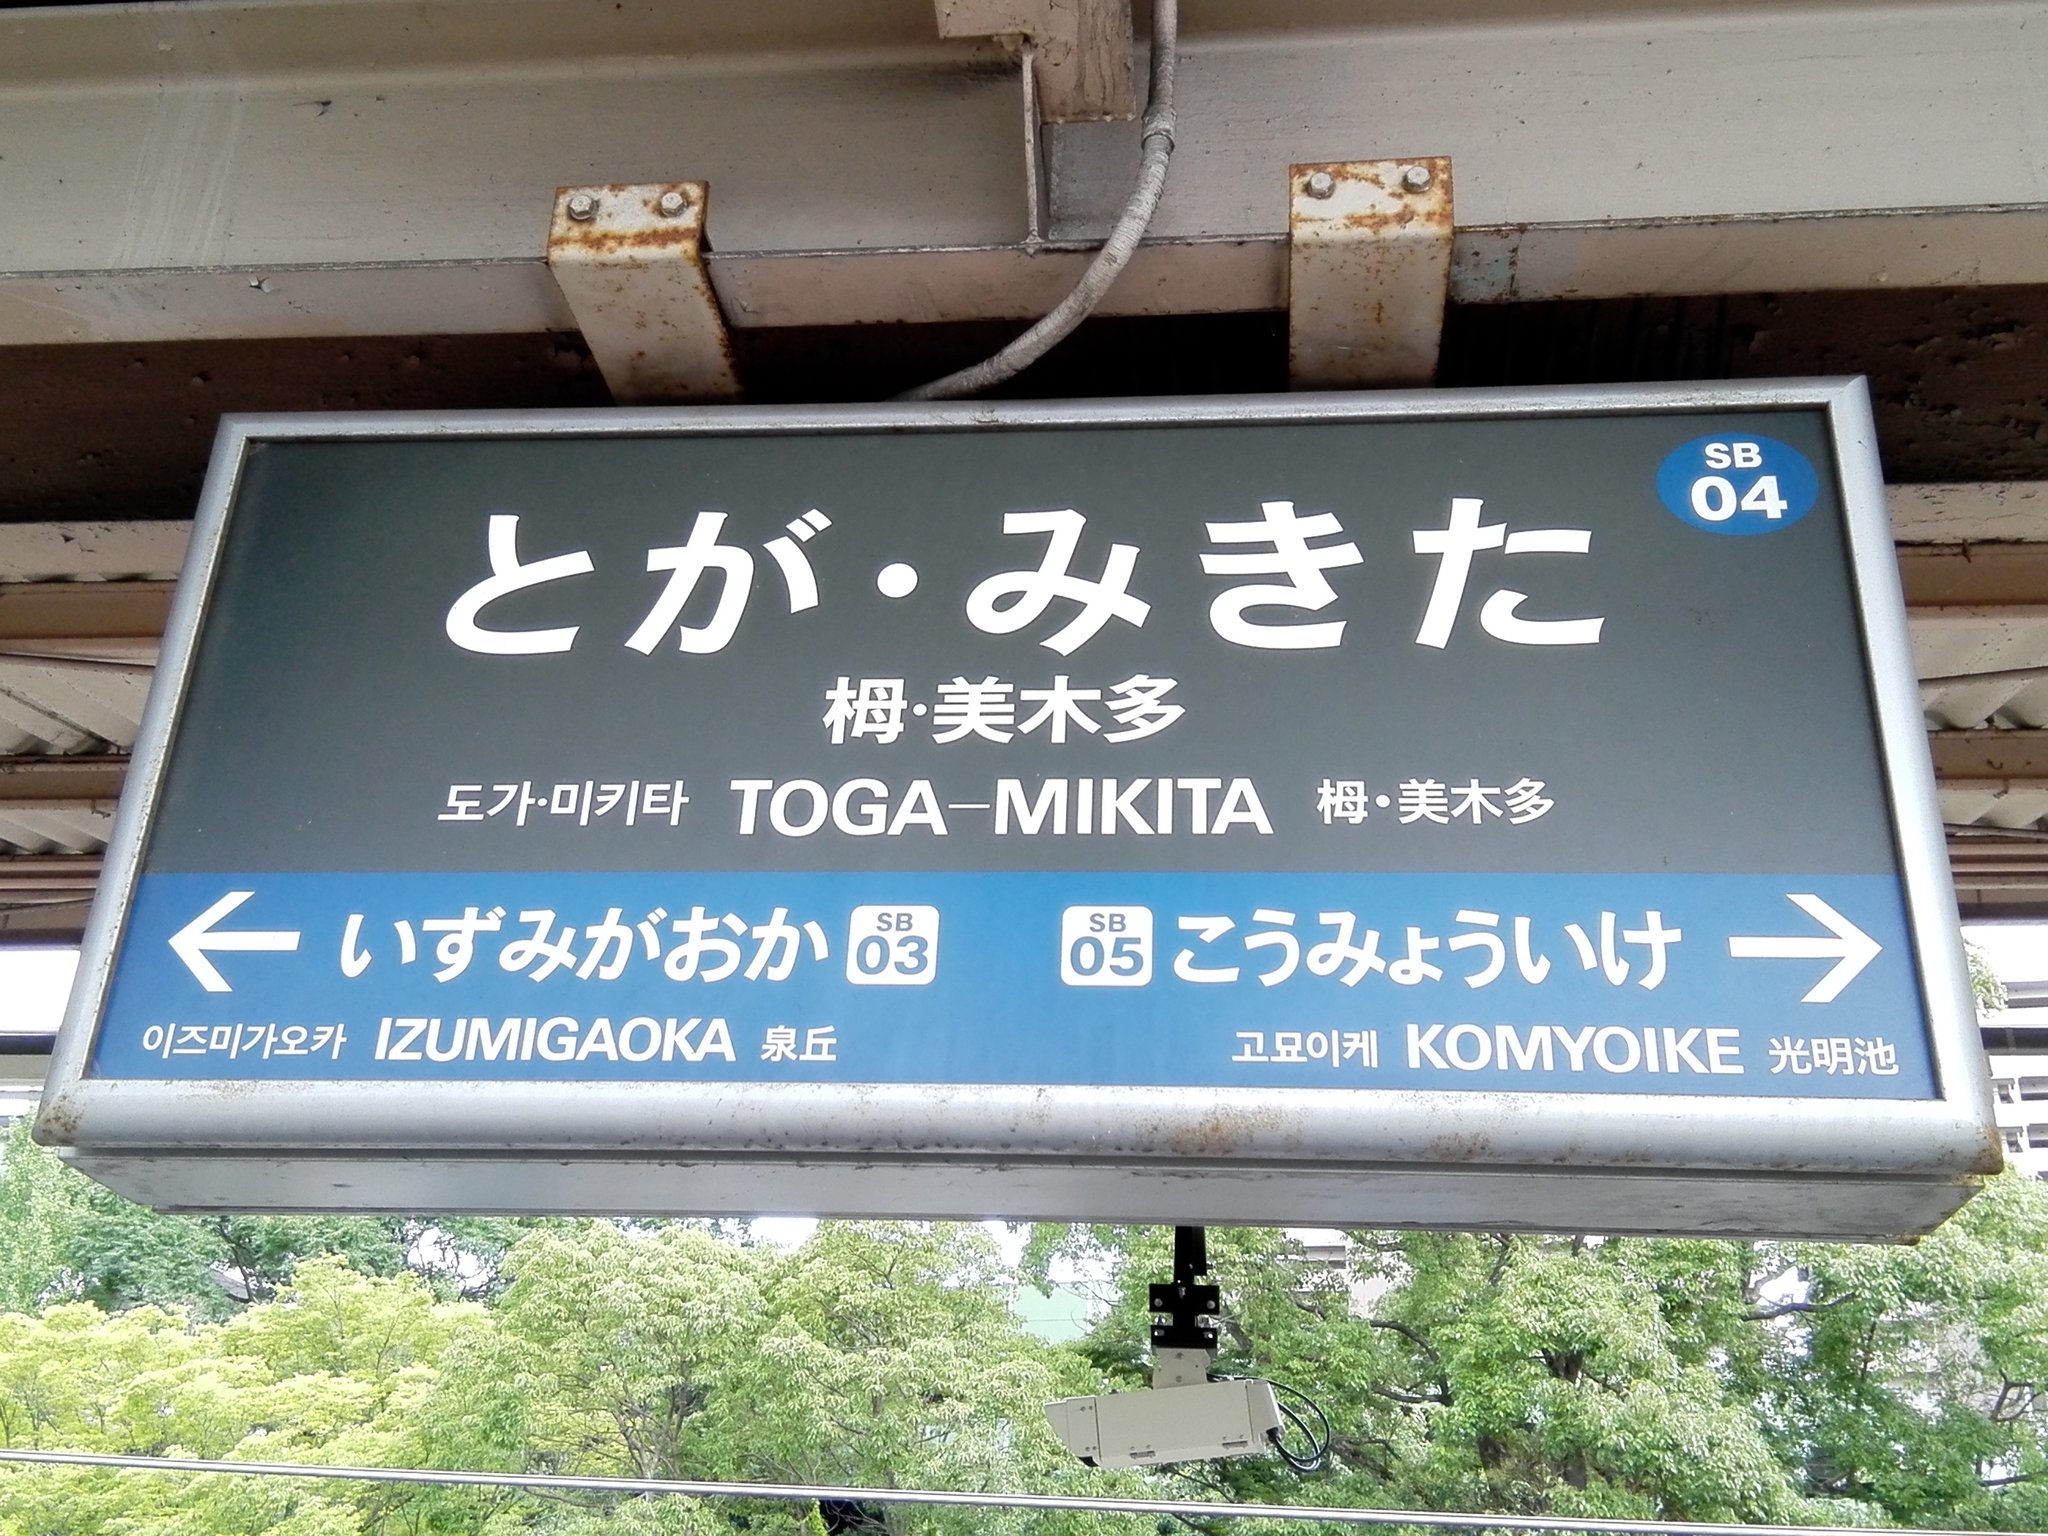 SB
04
とが・みきた
栂・美木多
도가·미키타 TOGA-MIKITA 栂・美木多
← いずみがおか SB 03 SB 05 こうみょういけ →
이즈미가오카 IZUMIGAOKA 泉丘 고묘이케 KOMYOIKE 光明池